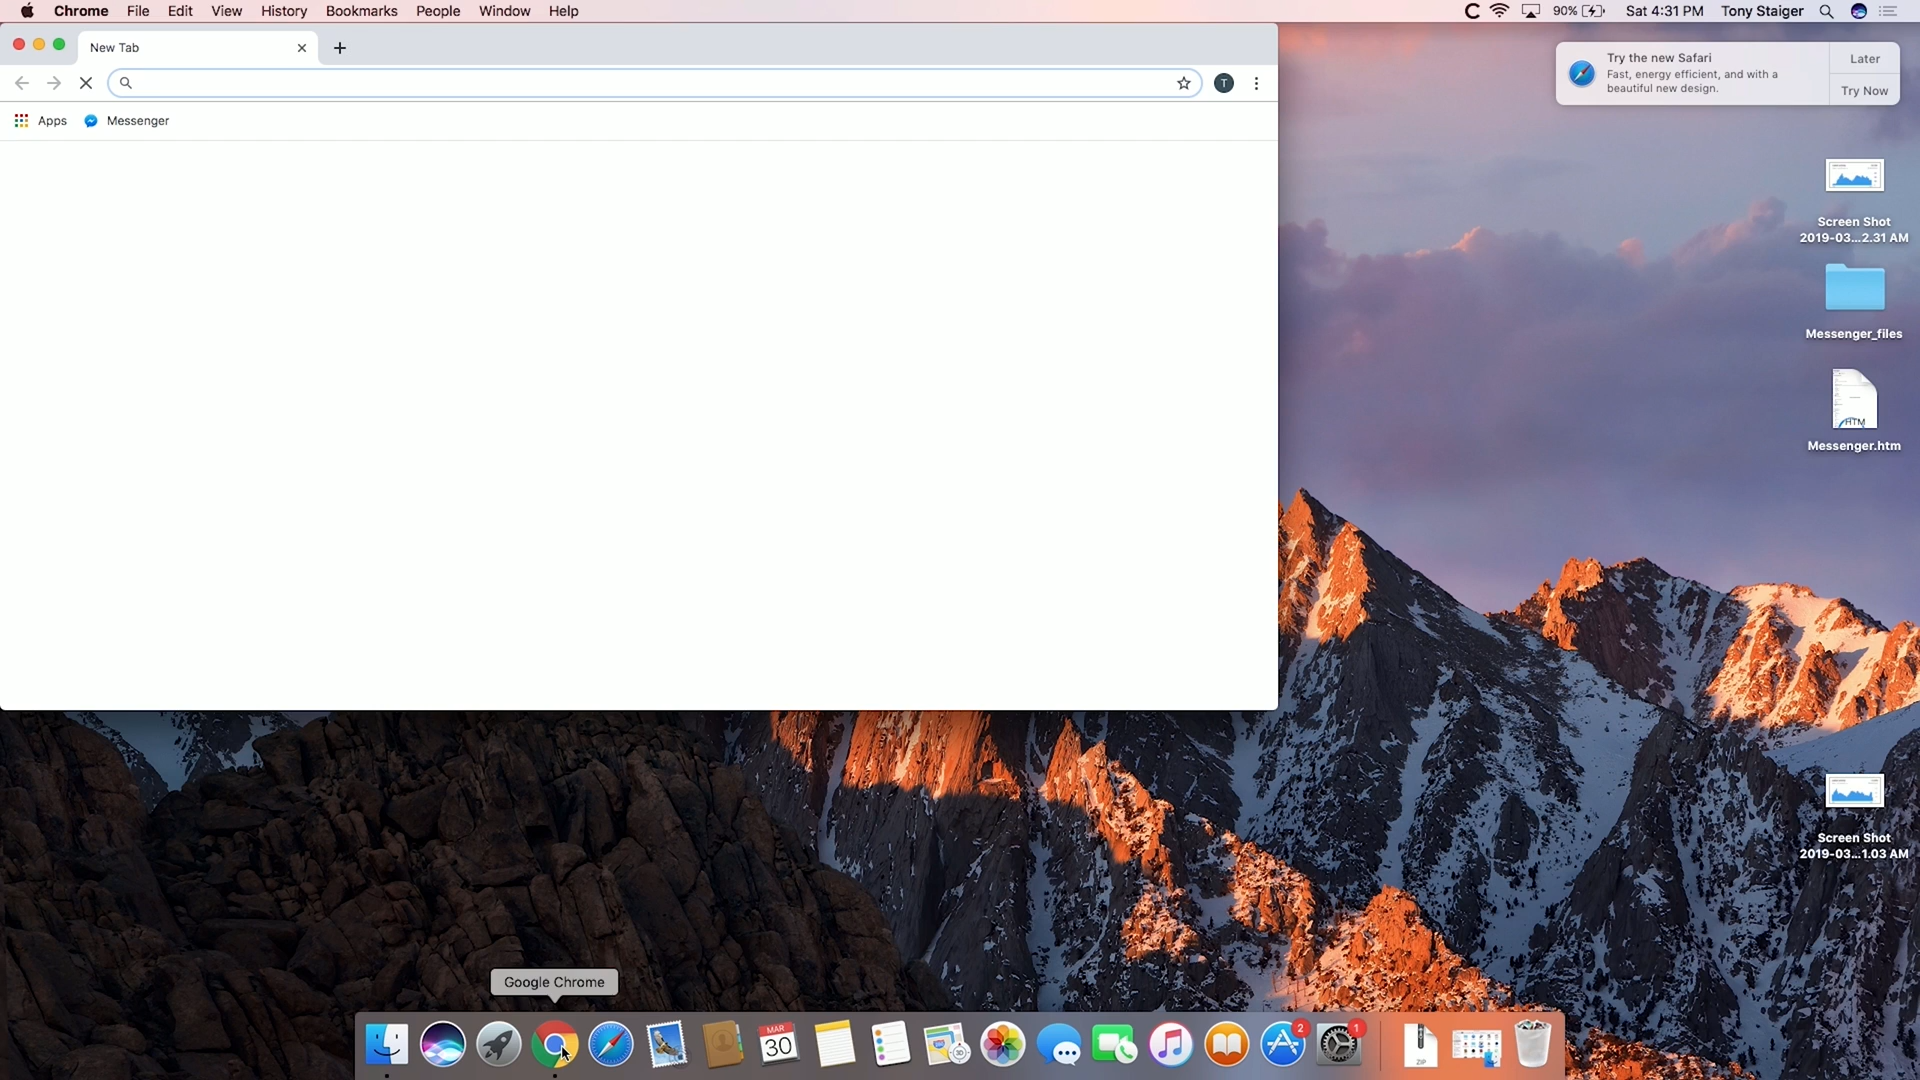 Chrome File Edit View History Bookmarks People Window Help
90% Sat 4:31 PM Tony Staiger
New Tab
T
Apps Messenger
Try the new Safari
Fast, energy efficient, and with a
beautiful new design.
Later
Try Now
Screen Shot
2019-03...2.31 AM
Messenger_files
HTM
Messenger.htm
Screen Shot
2019-03...1.03 AM
Google Chrome
MAR
30
3D
2
1
ZIP